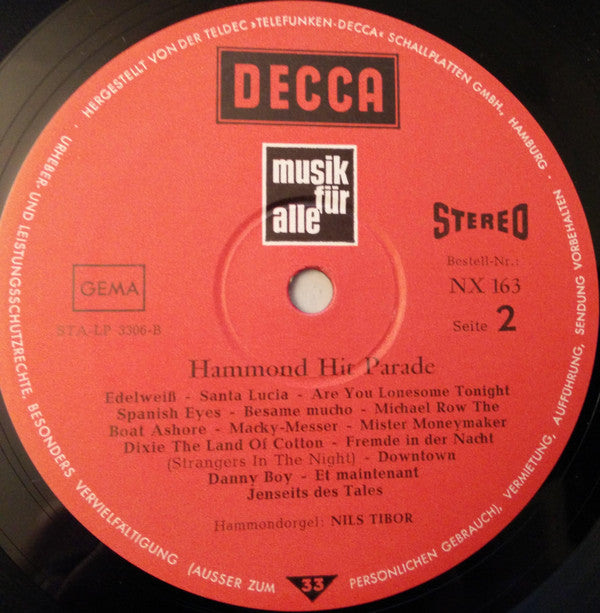 HERGESTELLT VON DER TELDEC »TELEFUNKEN-DECCA« SCHALLPLATTEN GMBH., HAMBURG ·
URHEBER- UND LEISTUNGSSCHUTZRECHTE, BESONDERS VERVIELFÄLTIGUNG (AUSSER ZUM PERSÖNLICHEN GEBRAUCH), VERMIETUNG, AUFFÜHRUNG, SENDUNG VORBEHALTEN ·
DECCA
musik
für
alle
STEREO
Bestell-Nr.:
GEMA
NX 163
STA-LP 3306-B
Seite 2
Hammond Hit Parade
Edelweiß - Santa Lucia - Are You Lonesome Tonight
Spanish Eyes - Besame mucho - Michael Row The
Boat Ashore - Macky-Messer - Mister Moneymaker
Dixie The Land Of Cotton - Fremde in der Nacht
(Strangers In The Night) - Downtown
Danny Boy - Et maintenant
Jenseits des Tales
Hammondorgel: NILS TIBOR
33